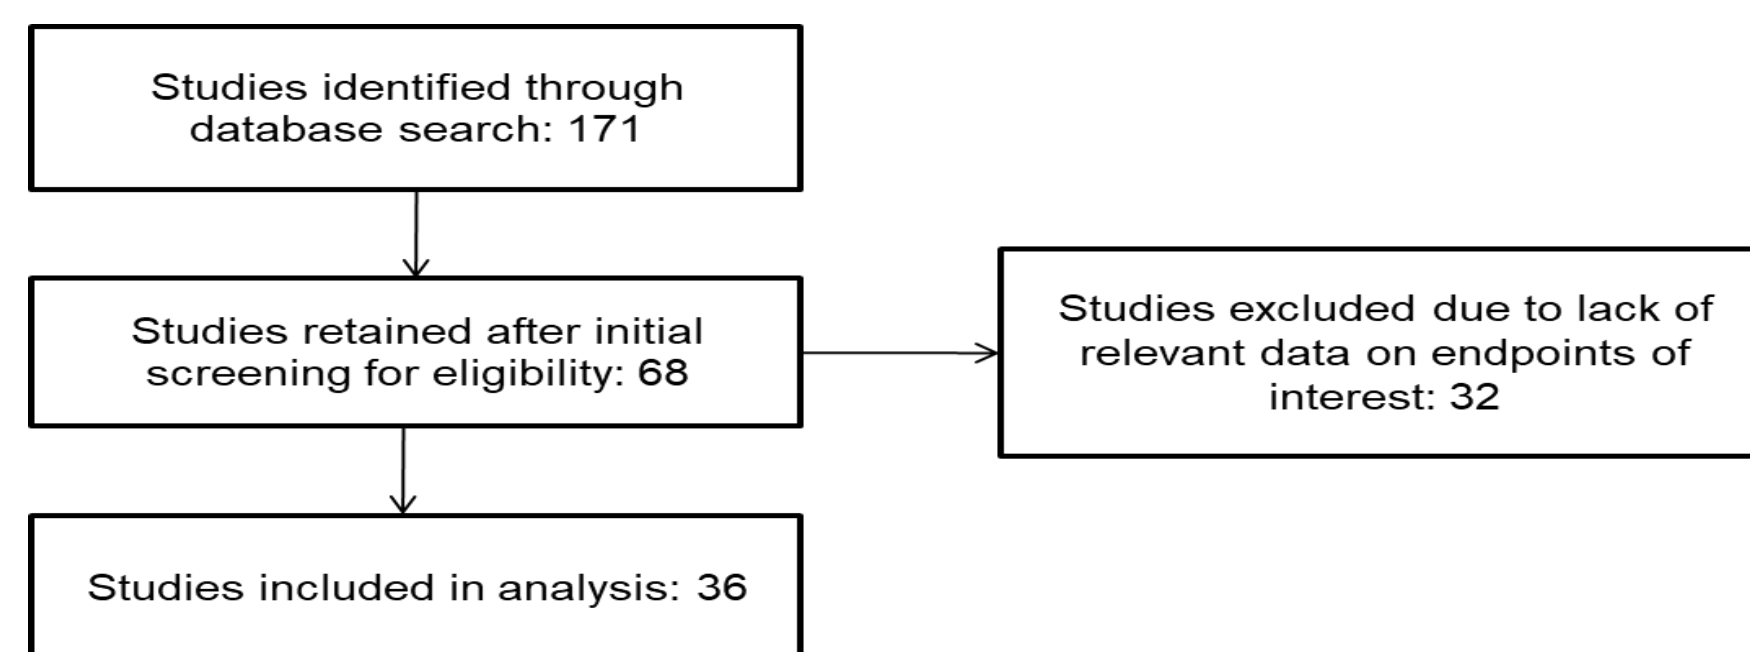 Studies identified through
database search: 171
Studies retained after initial
screening for eligibility: 68
Studies excluded due to lack of
relevant data on endpoints of
interest: 32
Studies included in analysis: 36